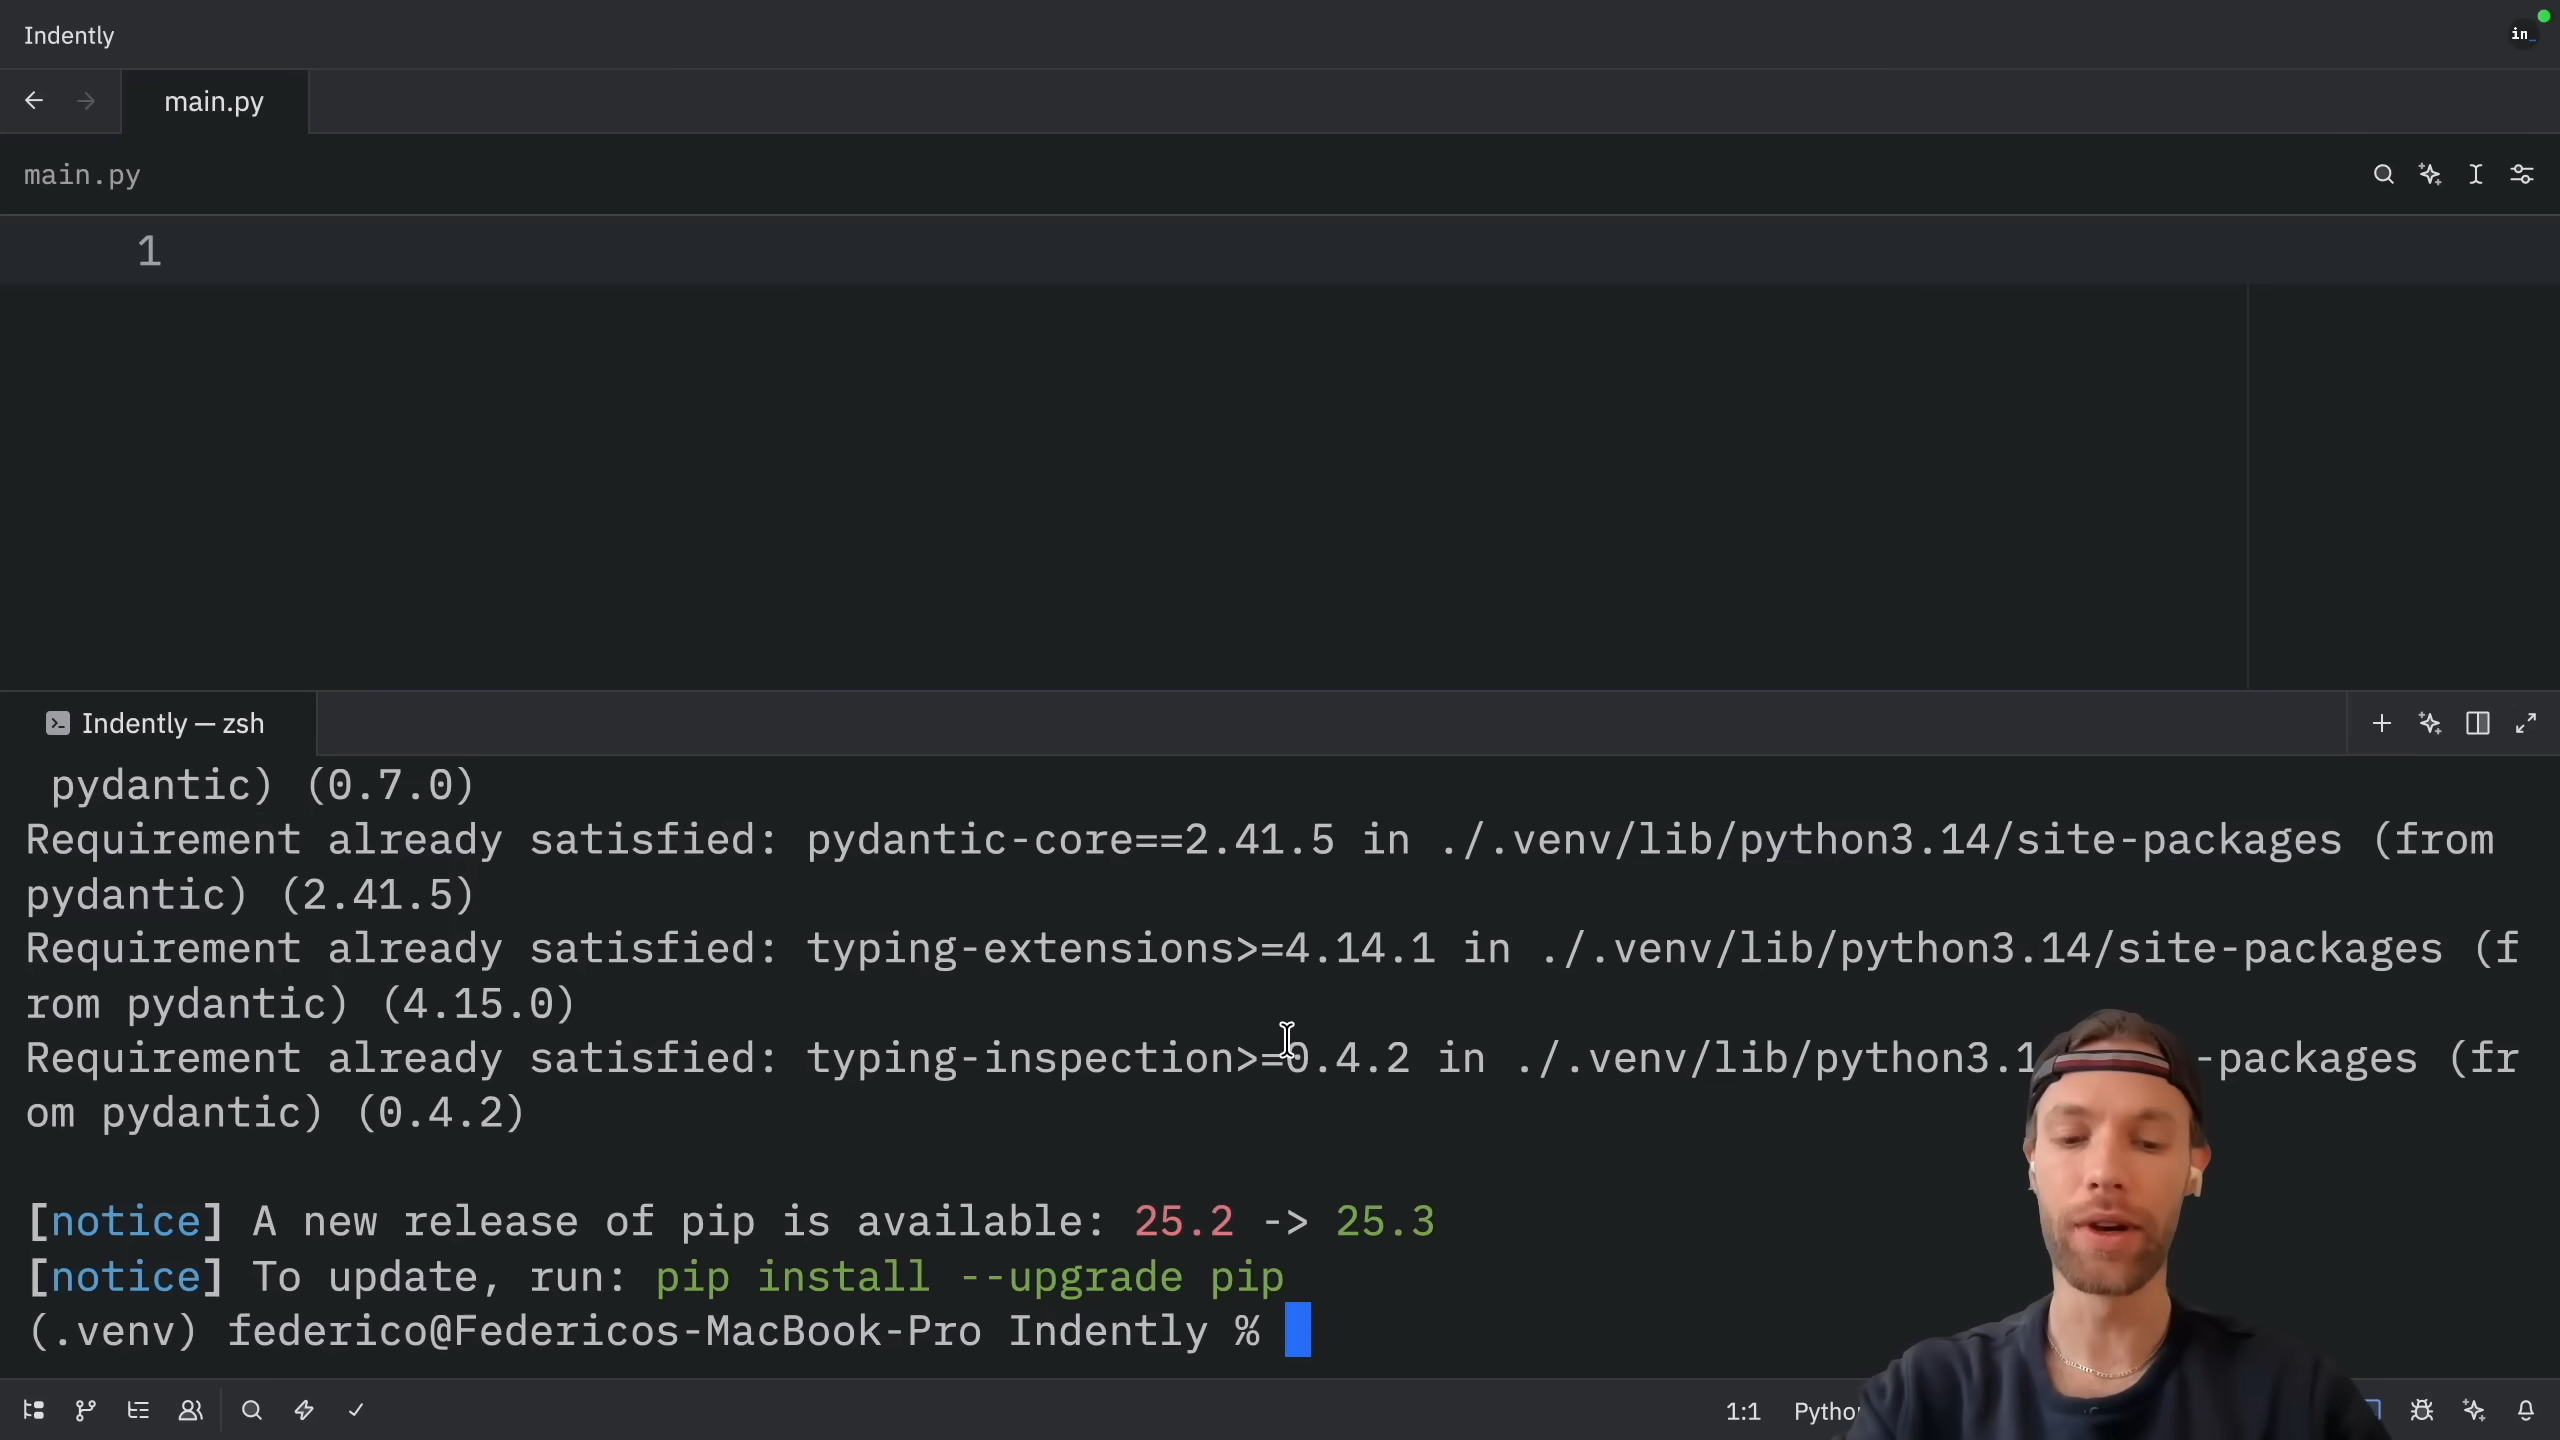 Indently
in_
main.py
main.py
1
Indently — zsh
pydantic) (0.7.0)
Requirement already satisfied: pydantic-core==2.41.5 in ./.venv/lib/python3.14/site-packages (from
pydantic) (2.41.5)
Requirement already satisfied: typing-extensions>=4.14.1 in ./.venv/lib/python3.14/site-packages (f
rom pydantic) (4.15.0)
Requirement already satisfied: typing-inspection>=0.4.2 in ./.venv/lib/python3.1 -packages (fr
om pydantic) (0.4.2)
[notice] A new release of pip is available: 25.2 -> 25.3
[notice] To update, run: pip install --upgrade pip
(.venv) federico@Federicos-MacBook-Pro Indently %
1:1